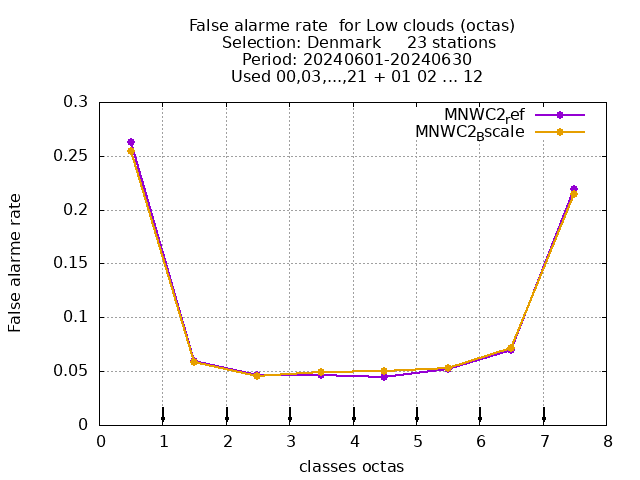 False alarme rate  for Low clouds (octas)
Selection: Denmark     23 stations
Period: 20240601-20240630
Used 00,03,...,21 + 01 02 ... 12
MNWC2ref
MNWC2Bscale
0.3
0.25
0.2
0.15
0.1
0.05
0
False alarme rate
0 1 2 3 4 5 6 7 8
classes octas